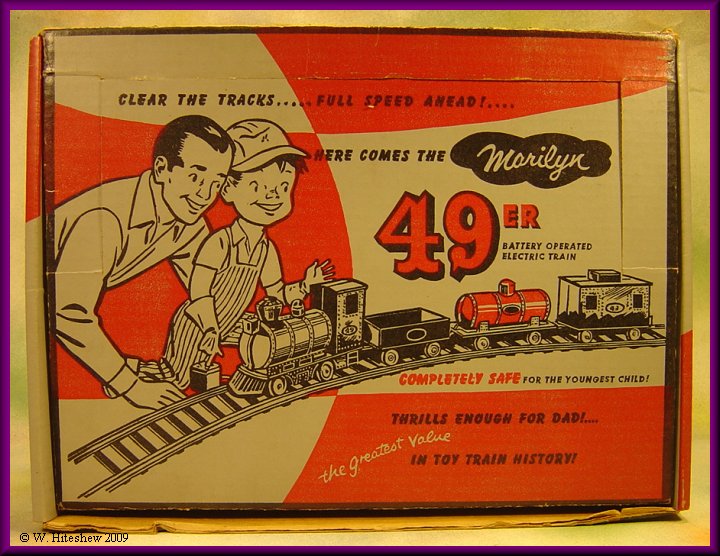 CLEAR THE TRACKS..... FULL SPEED AHEAD!....
HERE COMES THE Marilyn
49ER
BATTERY OPERATED
ELECTRIC TRAIN
COMPLETELY SAFE FOR THE YOUNGEST CHILD!
THRILLS ENOUGH FOR DAD!....
the greatest value
IN TOY TRAIN HISTORY!
© W. Hiteshew 2009